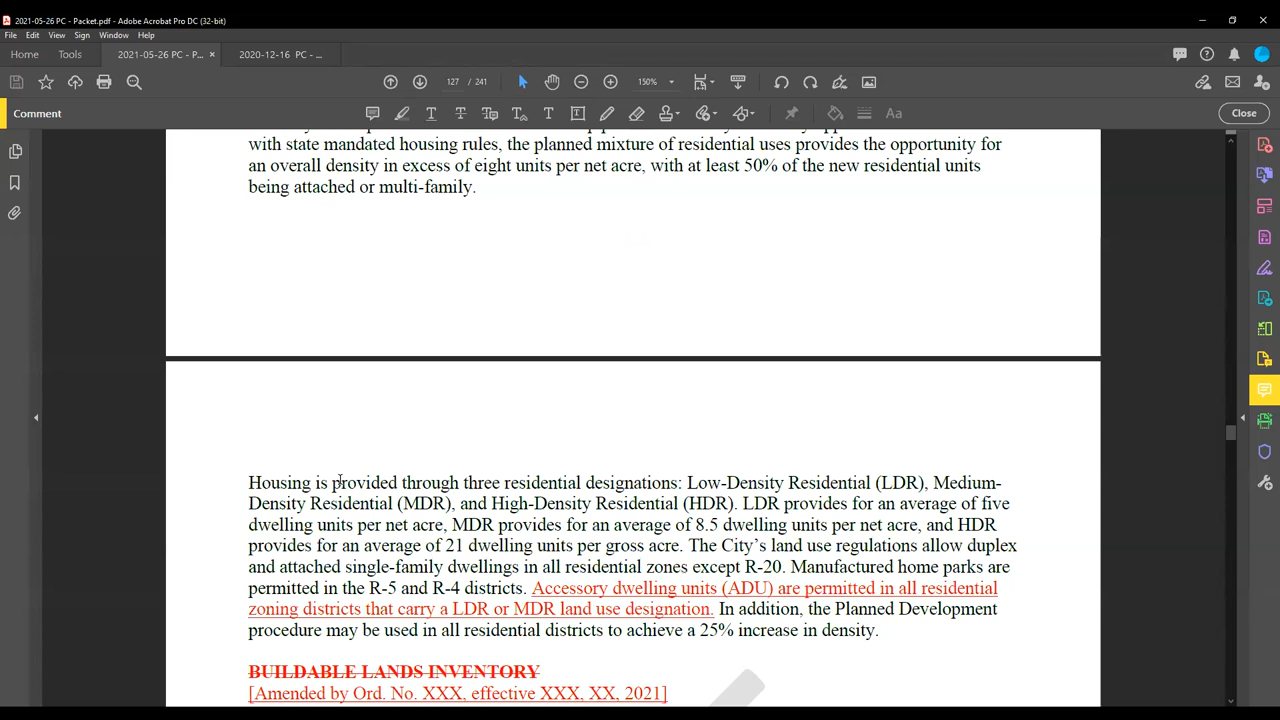 2021-05-26 PC - Packet.pdf - Adobe Acrobat Pro DC (32-bit)
File Edit View Sign Window Help
Home Tools 2021-05-26 PC - P... × 2020-12-16 PC - ...
127 / 241 150%
Comment Close
with state mandated housing rules, the planned mixture of residential uses provides the opportunity for
an overall density in excess of eight units per net acre, with at least 50% of the new residential units
being attached or multi-family.
Housing is provided through three residential designations: Low-Density Residential (LDR), Medium-
Density Residential (MDR), and High-Density Residential (HDR). LDR provides for an average of five
dwelling units per net acre, MDR provides for an average of 8.5 dwelling units per net acre, and HDR
provides for an average of 21 dwelling units per gross acre. The City’s land use regulations allow duplex
and attached single-family dwellings in all residential zones except R-20. Manufactured home parks are
permitted in the R-5 and R-4 districts. Accessory dwelling units (ADU) are permitted in all residential
zoning districts that carry a LDR or MDR land use designation. In addition, the Planned Development
procedure may be used in all residential districts to achieve a 25% increase in density.
BUILDABLE LANDS INVENTORY
[Amended by Ord. No. XXX, effective XXX, XX, 2021]